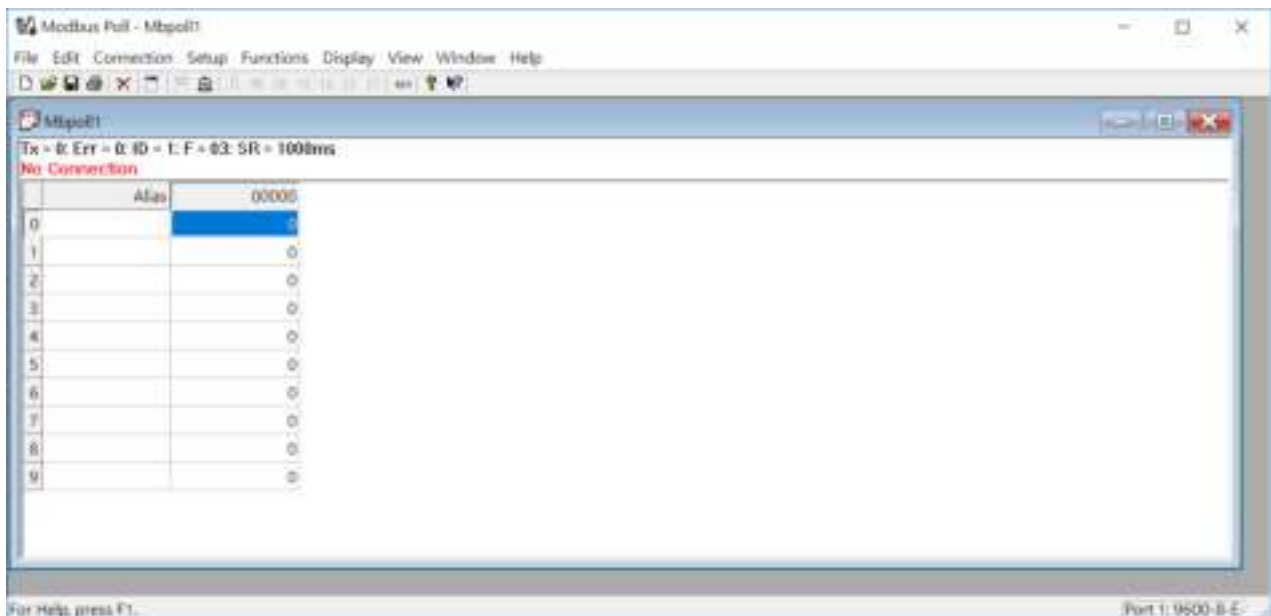 Modbus Poll - Mbpoll1
File Edit Connection Setup Functions Display View Window Help
Mbpoll1
Tx = 0: Err = 0: ID = 1: F = 03: SR = 1000ms
No Connection
Alias 00000
0 0
1 0
2 0
3 0
4 0
5 0
6 0
7 0
8 0
9 0
For Help, press F1. Port 1: 9600-8-E-